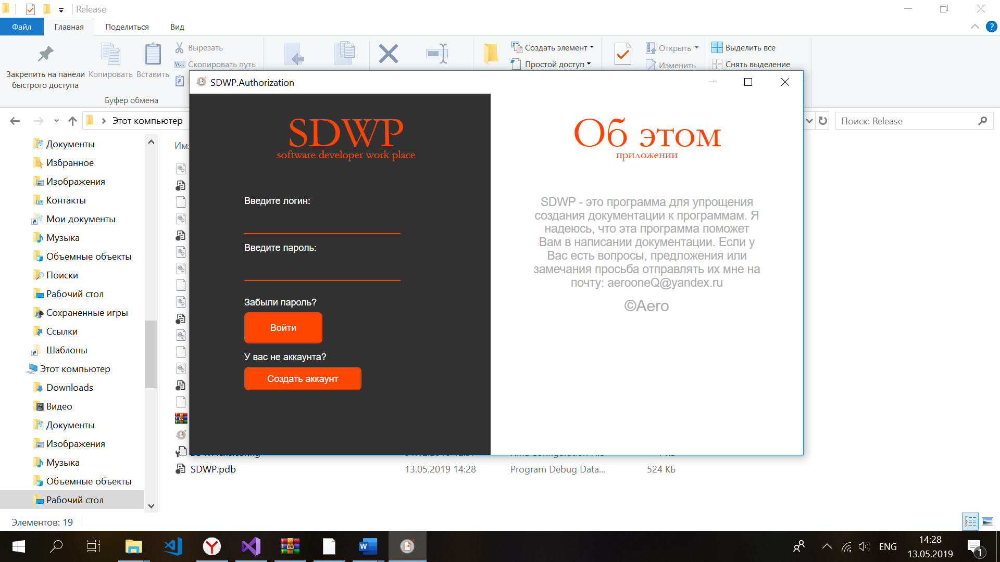 Release
Файл
Главная
Поделиться
Вид
Закрепить на панели
быстрого доступа
Копировать
Вставить
Вырезать
Скопировать путь
Создать элемент
Простой доступ
Открыть
Изменить
Выделить все
Снять выделение
Буфер обмена
Этот компьютер
Поиск: Release
SDWP.Authorization
SDWP
software developer work place
Введите логин:
Введите пароль:
Забыли пароль?
Войти
У вас не аккаунта?
Создать аккаунт
Об этом
приложении
SDWP - это программа для упрощения
создания документации к программам. Я
надеюсь, что эта программа поможет
Вам в написании документации. Если у
Вас есть вопросы, предложения или
замечания просьба отправлять их мне на
почту: aerooneQ@yandex.ru
©Aero
Документы
Избранное
Изображения
Контакты
Мои документы
Музыка
Объемные объекты
Поиски
Рабочий стол
Сохраненные игры
Ссылки
Шаблоны
Этот компьютер
Downloads
Видео
Документы
Изображения
Музыка
Объемные объекты
Рабочий стол
SDWP.pdb 13.05.2019 14:28 Program Debug Data... 524 КБ
Элементов: 19
ENG
14:28
13.05.2019
1